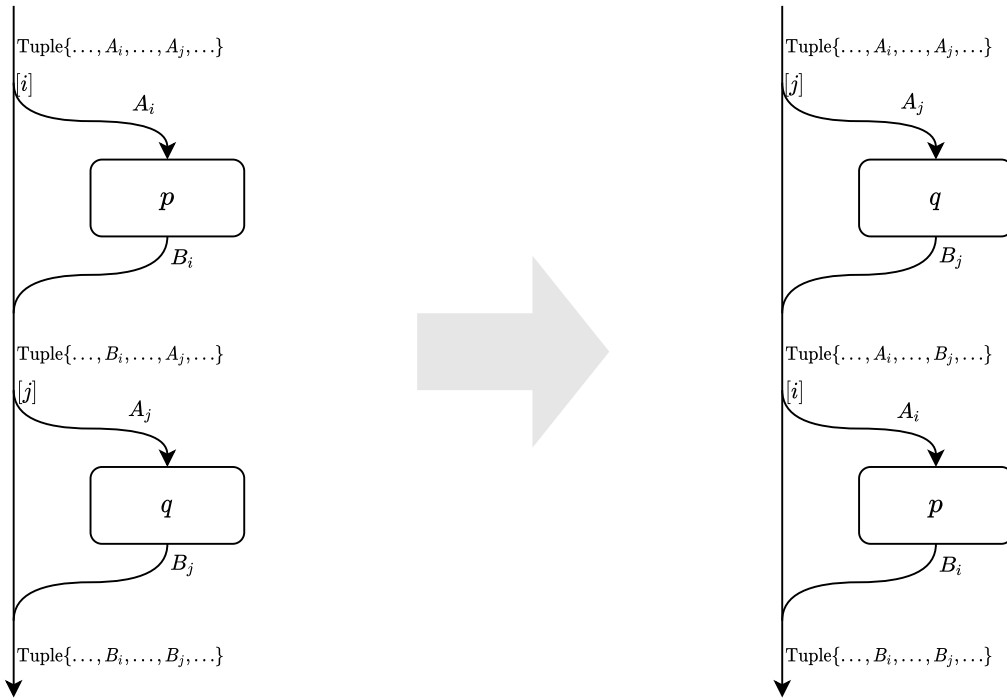 Tuple{…, A_i, …, A_j, …}
[i]
A_i
p
B_i
Tuple{…, B_i, …, A_j, …}
[j]
A_j
q
B_j
Tuple{…, B_i, …, B_j, …}
Tuple{…, A_i, …, A_j, …}
[j]
A_j
q
B_j
Tuple{…, A_i, …, B_j, …}
[i]
A_i
p
B_i
Tuple{…, B_i, …, B_j, …}